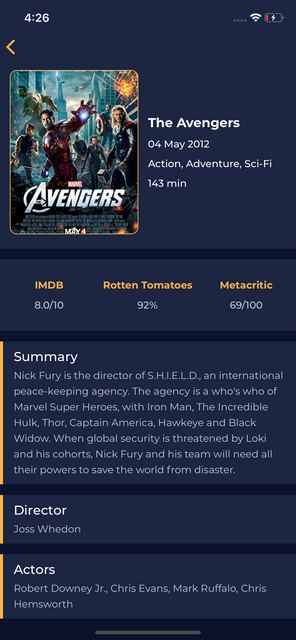 4:26
MARVEL
AVENGERS
MAY 4
The Avengers
04 May 2012
Action, Adventure, Sci-Fi
143 min
IMDB Rotten Tomatoes Metacritic
8.0/10 92% 69/100
Summary
Nick Fury is the director of S.H.I.E.L.D., an international
peace-keeping agency. The agency is a who's who of
Marvel Super Heroes, with Iron Man, The Incredible
Hulk, Thor, Captain America, Hawkeye and Black
Widow. When global security is threatened by Loki
and his cohorts, Nick Fury and his team will need all
their powers to save the world from disaster.
Director
Joss Whedon
Actors
Robert Downey Jr., Chris Evans, Mark Ruffalo, Chris
Hemsworth